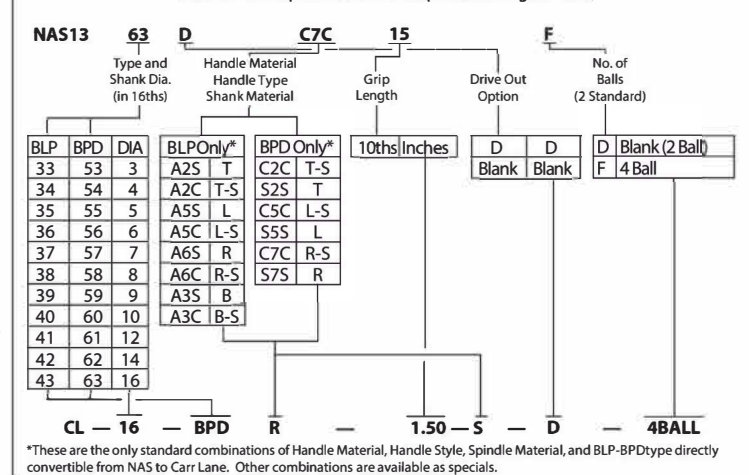 NAS13 63 D C7C 15 F
Type and Shank Dia. (in 16ths)
Handle Material Handle Type Shank Material
Grip Length
Drive Out Option
No. of Balls (2 Standard)
BLP BPD DIA
33 53 3
34 54 4
35 55 5
36 56 6
37 57 7
38 58 8
39 59 9
40 60 10
41 61 12
42 62 14
43 63 16
BLPOnly*
A2S T
A2C T-S
A5S L
A5C L-S
A6S R
A6C R-S
A3S B
A3C B-S
BPD Only*
C2C T-S
S2S T
C5C L-S
S5S L
C7C R-S
S7S R
10ths Inches
D D
Blank Blank
D Blank (2 Ball)
F 4 Ball
CL — 16 — BPD R — 1.50 — S — D — 4BALL
*These are the only standard combinations of Handle Material, Handle Style, Spindle Material, and BLP-BPDtype directly
convertible from NAS to Carr Lane. Other combinations are available as specials.